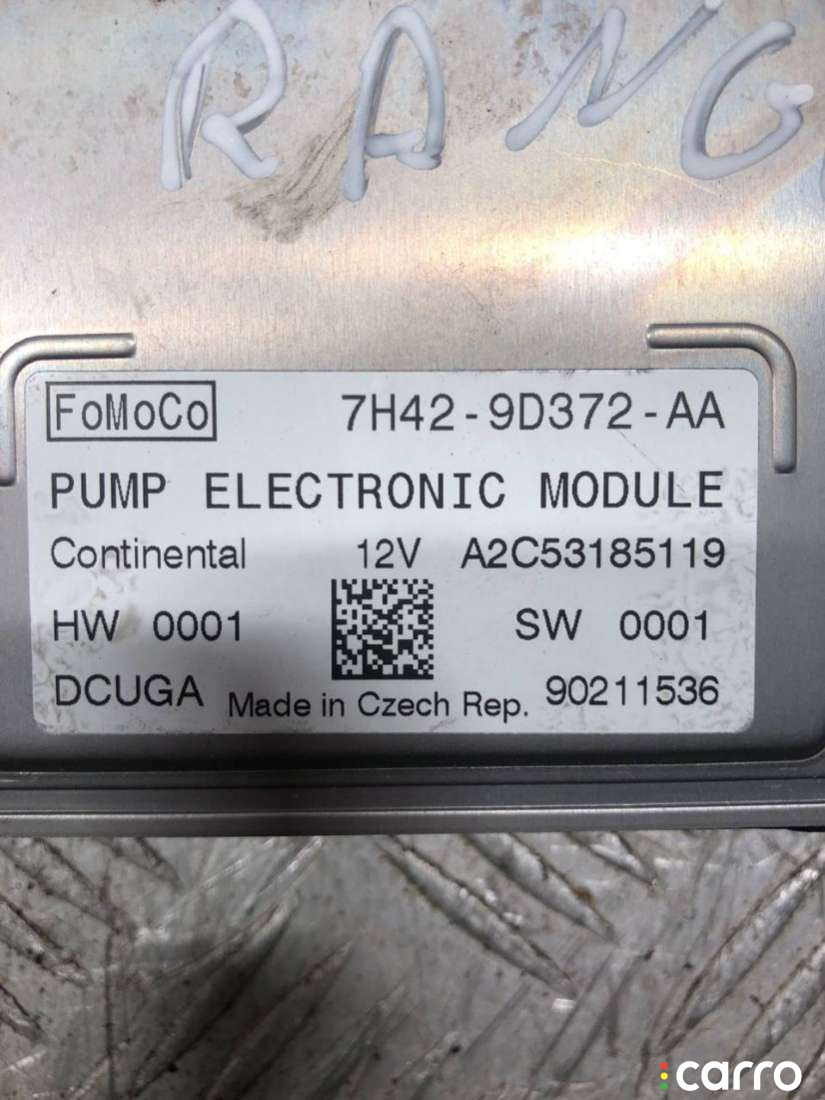 RANG
FoMoCo 7H42-9D372-AA
PUMP ELECTRONIC MODULE
Continental 12V A2C53185119
HW 0001 SW 0001
DCUGA Made in Czech Rep. 90211536
carro